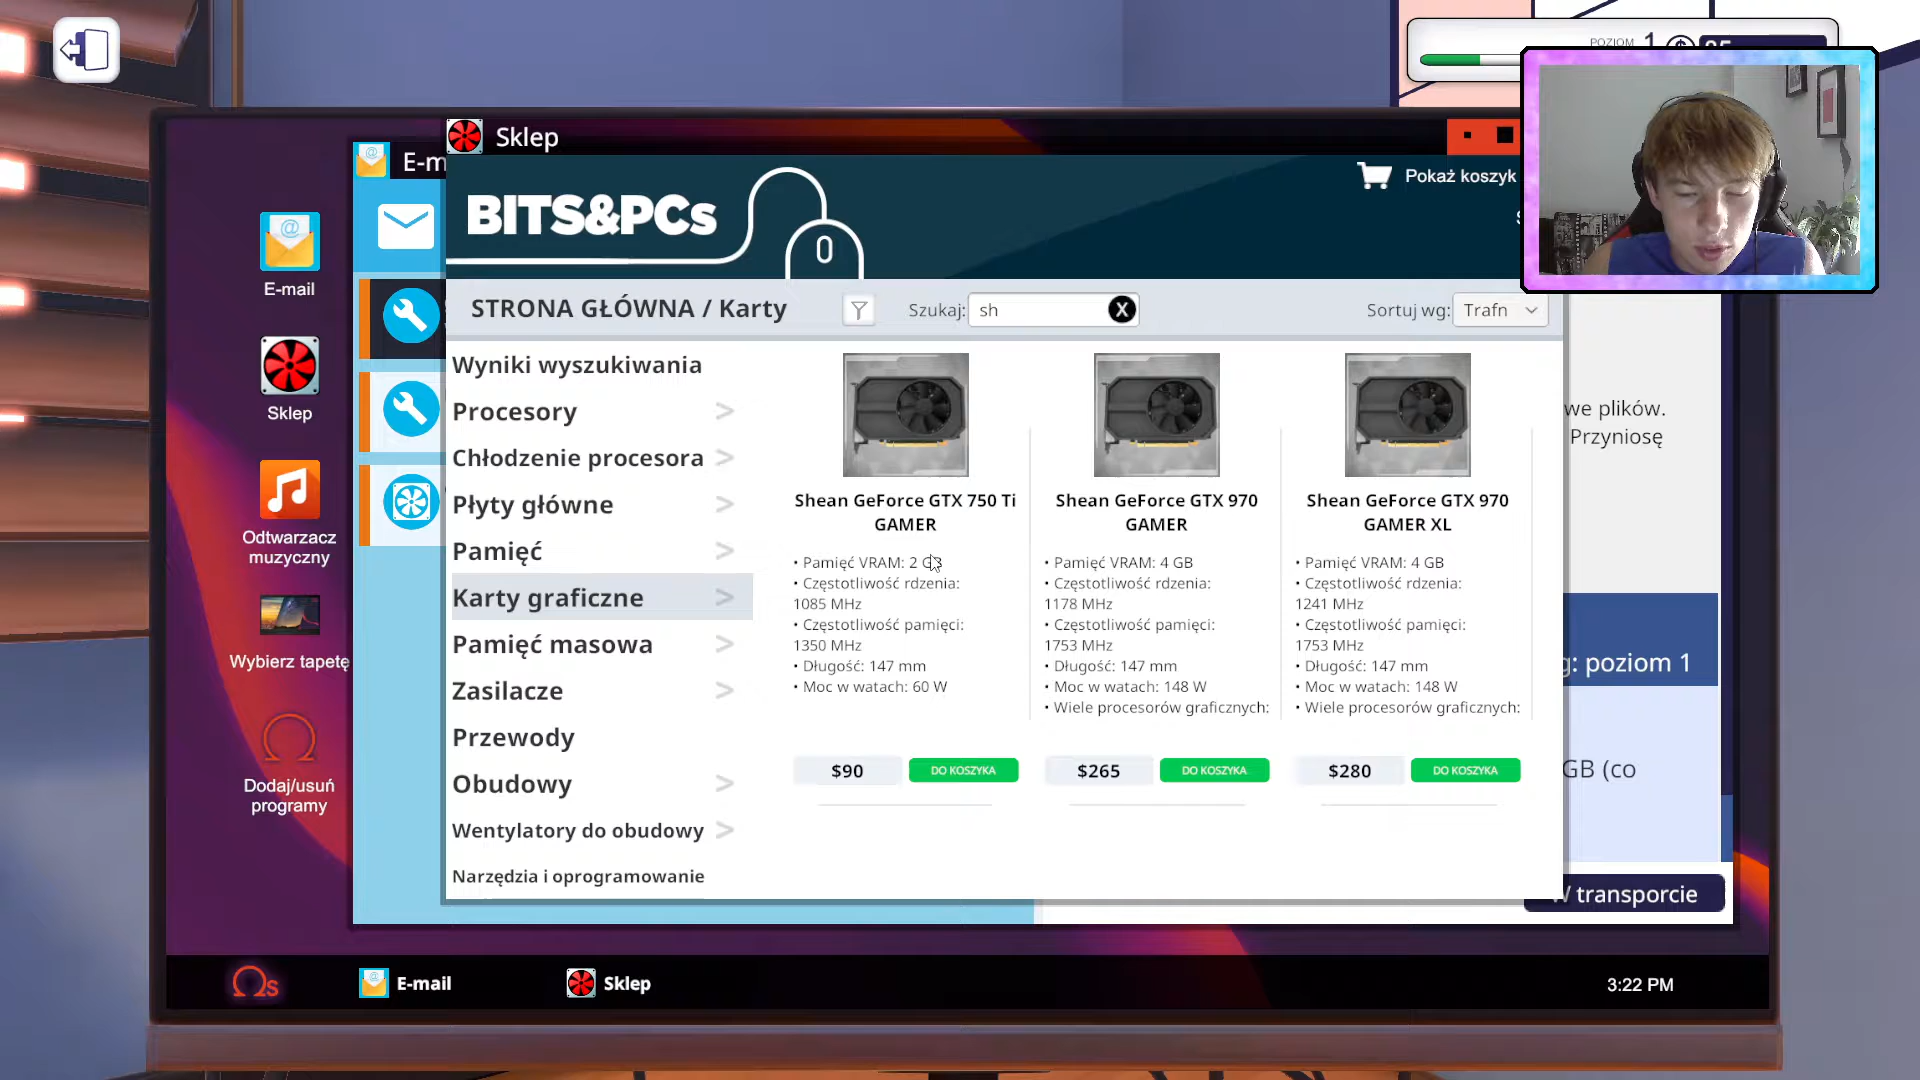 POZIOM 1
Sklep
E-m
Pokaż koszyk
BITS&PCs
E-mail
STRONA GŁÓWNA / Karty
Szukaj: sh
X
Sortuj wg: Trafn
Wyniki wyszukiwania
Procesory >
Chłodzenie procesora >
Płyty główne >
Pamięć >
Karty graficzne >
Pamięć masowa >
Zasilacze >
Przewody
Obudowy >
Wentylatory do obudowy >
Narzędzia i oprogramowanie
Shean GeForce GTX 750 Ti
GAMER
• Pamięć VRAM: 2 GB
• Częstotliwość rdzenia:
1085 MHz
• Częstotliwość pamięci:
1350 MHz
• Długość: 147 mm
• Moc w watach: 60 W
$90
DO KOSZYKA
Shean GeForce GTX 970
GAMER
• Pamięć VRAM: 4 GB
• Częstotliwość rdzenia:
1178 MHz
• Częstotliwość pamięci:
1753 MHz
• Długość: 147 mm
• Moc w watach: 148 W
• Wiele procesorów graficznych:
$265
DO KOSZYKA
Shean GeForce GTX 970
GAMER XL
• Pamięć VRAM: 4 GB
• Częstotliwość rdzenia:
1241 MHz
• Częstotliwość pamięci:
1753 MHz
• Długość: 147 mm
• Moc w watach: 148 W
• Wiele procesorów graficznych:
$280
DO KOSZYKA
we plików.
Przyniosę
g: poziom 1
GB (co
transporcie
Sklep
Odtwarzacz
muzyczny
Wybierz tapetę
Dodaj/usuń
programy
Ωs
E-mail
Sklep
3:22 PM